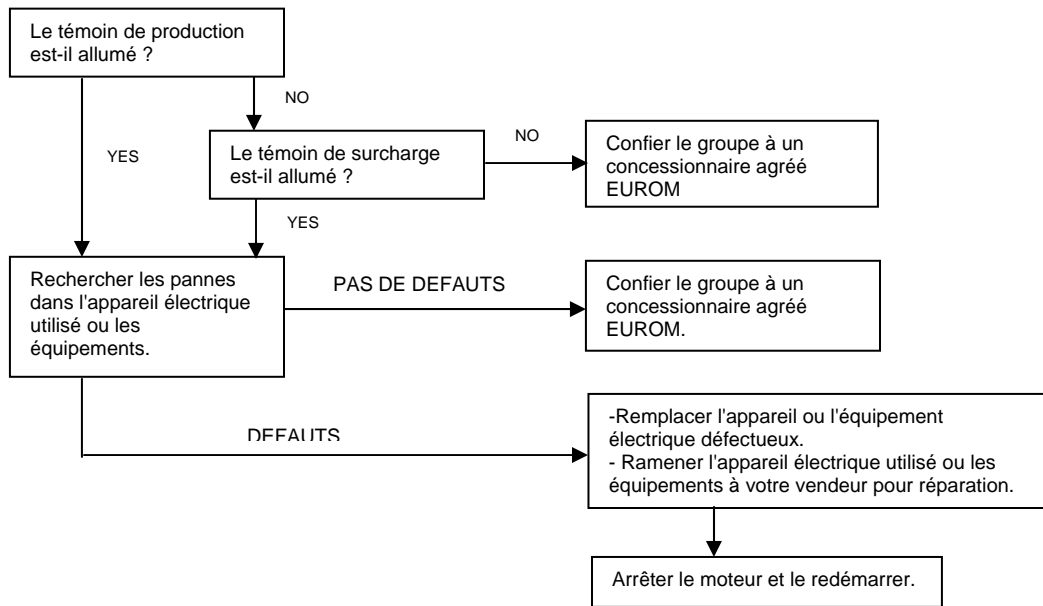 Le témoin de production
est-il allumé ?
NO
YES
Le témoin de surcharge
est-il allumé ?
NO
Confier le groupe à un
concessionnaire agréé
EUROM
YES
Rechercher les pannes
dans l'appareil électrique
utilisé ou les
équipements.
PAS DE DEFAUTS
Confier le groupe à un
concessionnaire agréé
EUROM.
DEFAUTS
-Remplacer l'appareil ou l'équipement
électrique défectueux.
- Ramener l'appareil électrique utilisé ou les
équipements à votre vendeur pour réparation.
Arrêter le moteur et le redémarrer.